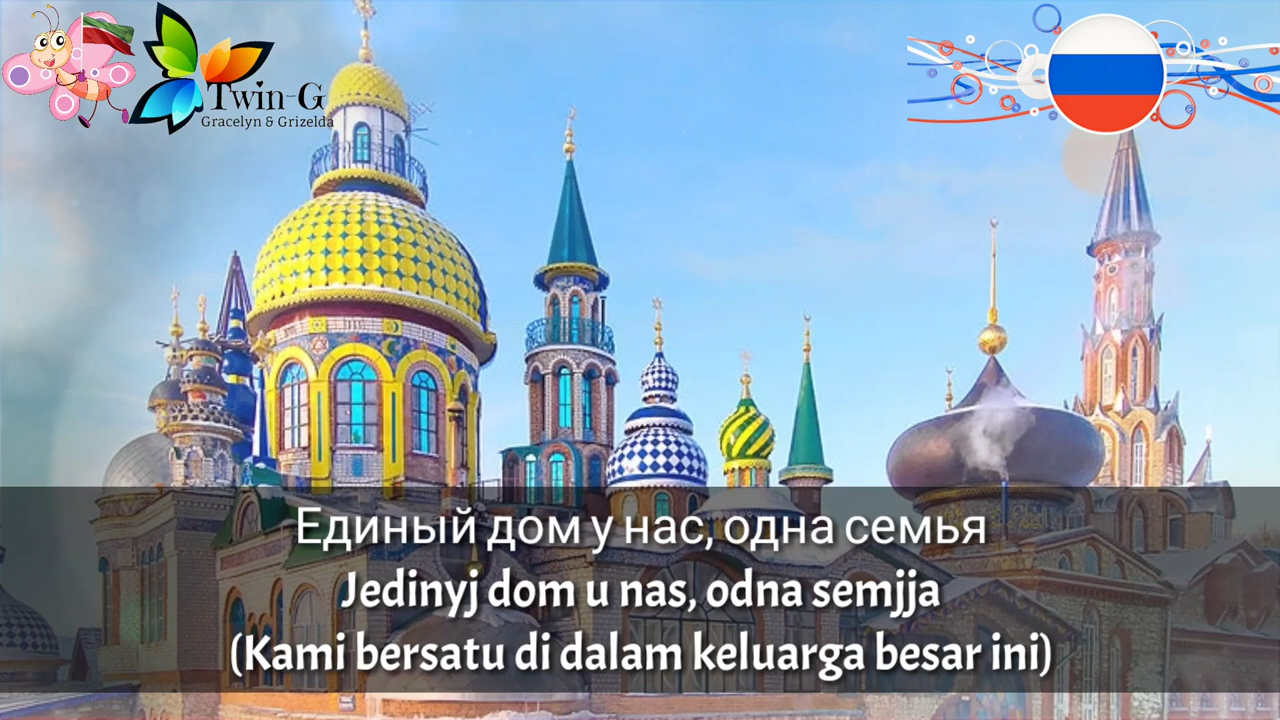 Twin-G
Gracelyn & Grizelda
Единый дом у нас, одна семья
Jedinyj dom u nas, odna semjja
(Kami bersatu di dalam keluarga besar ini)